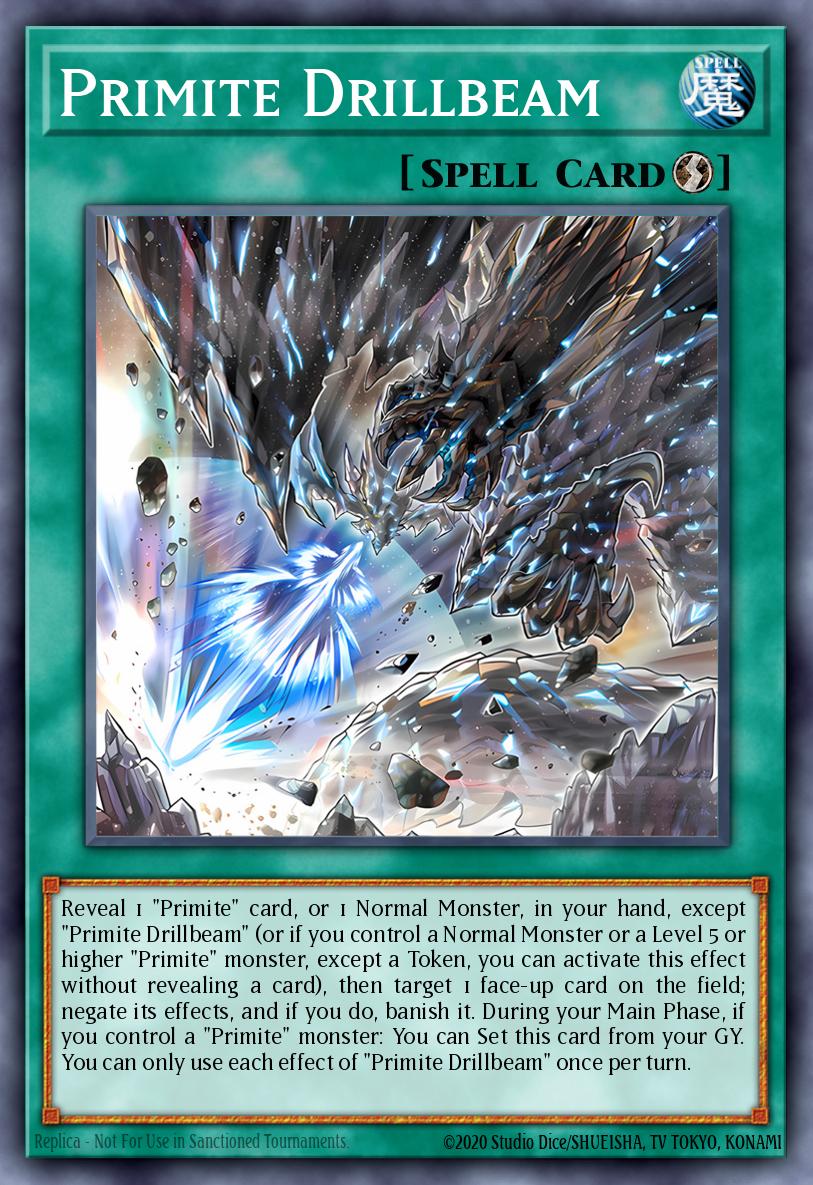 PRIMITE DRILLBEAM
SPELL
魔
[SPELL CARD]
Reveal 1 "Primite" card, or 1 Normal Monster, in your hand, except
"Primite Drillbeam" (or if you control a Normal Monster or a Level 5 or
higher "Primite" monster, except a Token, you can activate this effect
without revealing a card), then target 1 face-up card on the field;
negate its effects, and if you do, banish it. During your Main Phase, if
you control a "Primite" monster: You can Set this card from your GY.
You can only use each effect of "Primite Drillbeam" once per turn.
Replica - Not For Use in Sanctioned Tournaments.
©2020 Studio Dice/SHUEISHA, TV TOKYO, KONAMI